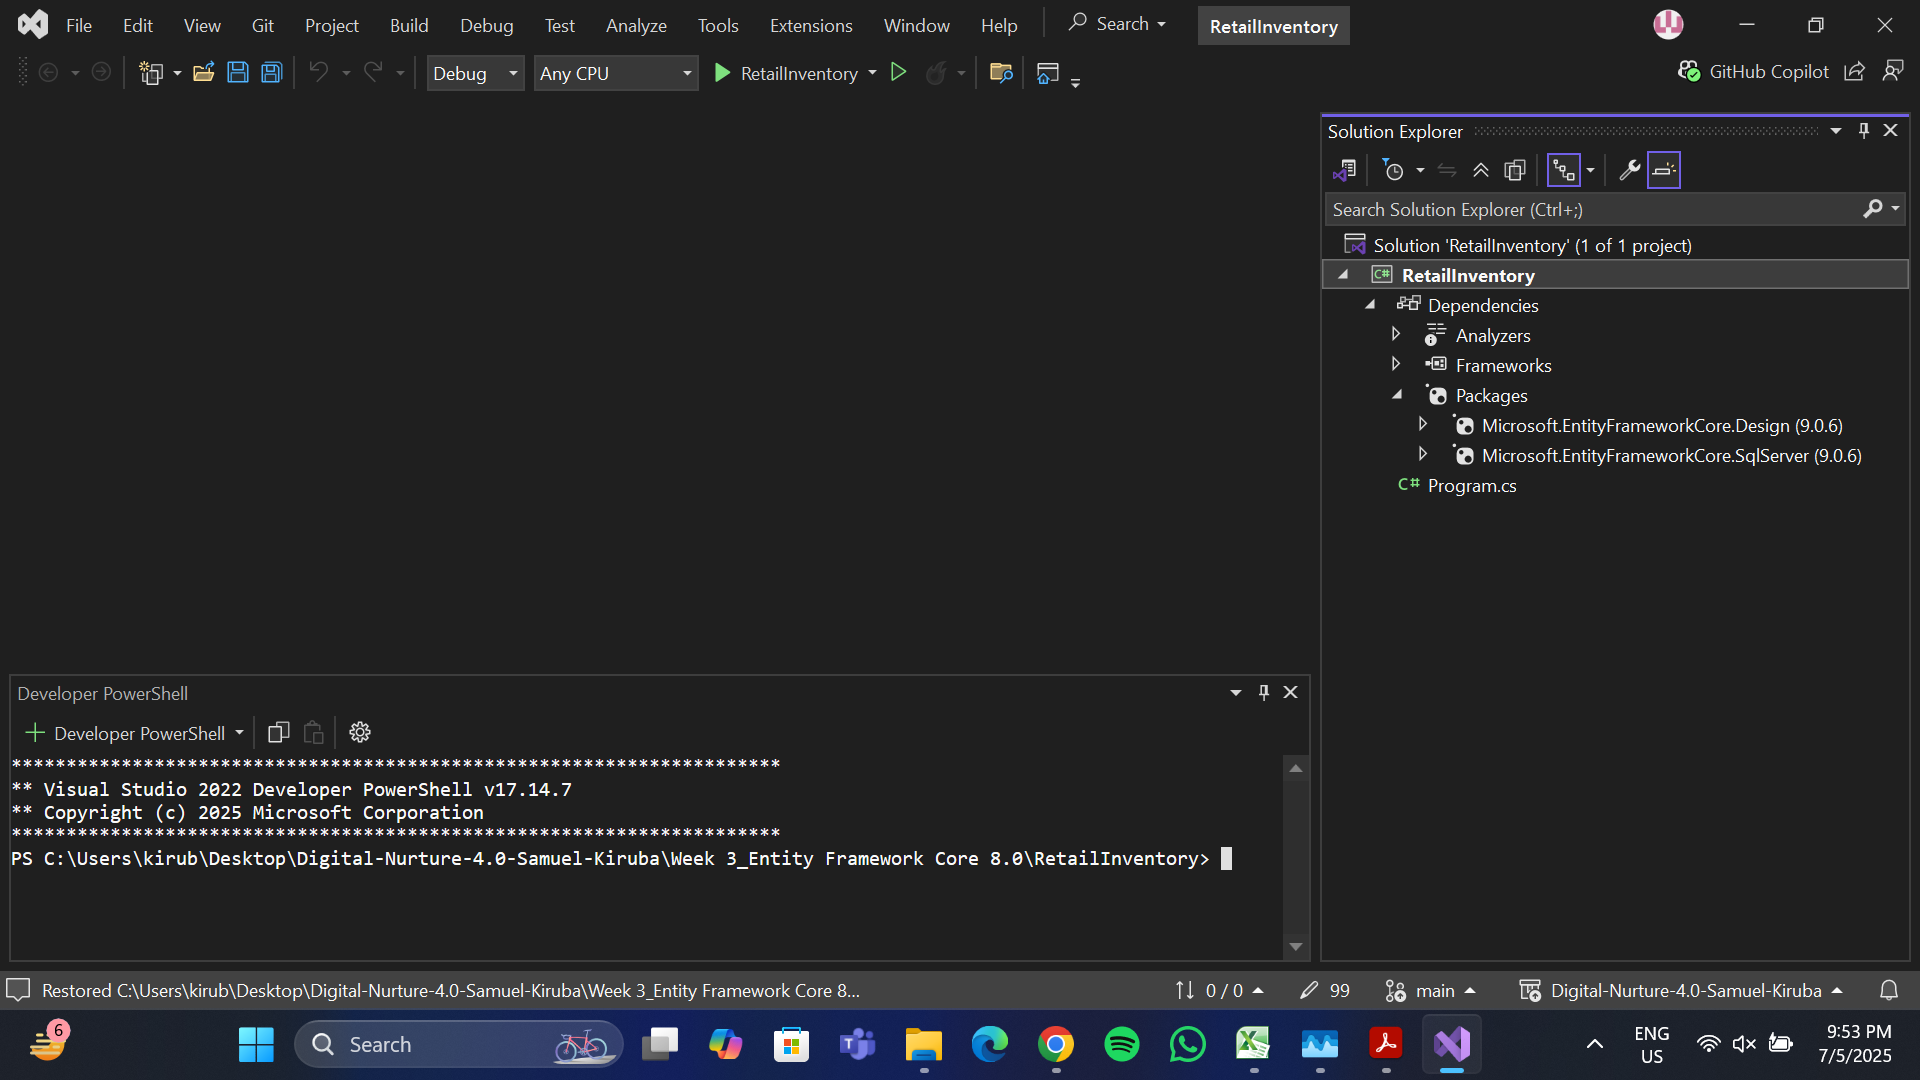 File Edit View Git Project Build Debug Test Analyze Tools Extensions Window Help Search RetailInventory
Debug Any CPU RetailInventory GitHub Copilot
Solution Explorer
Search Solution Explorer (Ctrl+;)
Solution 'RetailInventory' (1 of 1 project)
C# RetailInventory
Dependencies
Analyzers
Frameworks
Packages
Microsoft.EntityFrameworkCore.Design (9.0.6)
Microsoft.EntityFrameworkCore.SqlServer (9.0.6)
C# Program.cs
Developer PowerShell
Developer PowerShell
**********************************************************************
** Visual Studio 2022 Developer PowerShell v17.14.7
** Copyright (c) 2025 Microsoft Corporation
**********************************************************************
PS C:\Users\kirub\Desktop\Digital-Nurture-4.0-Samuel-Kiruba\Week 3_Entity Framework Core 8.0\RetailInventory>
Restored C:\Users\kirub\Desktop\Digital-Nurture-4.0-Samuel-Kiruba\Week 3_Entity Framework Core 8... 0 / 0 99 main Digital-Nurture-4.0-Samuel-Kiruba
6 Search ENG US 9:53 PM
7/5/2025